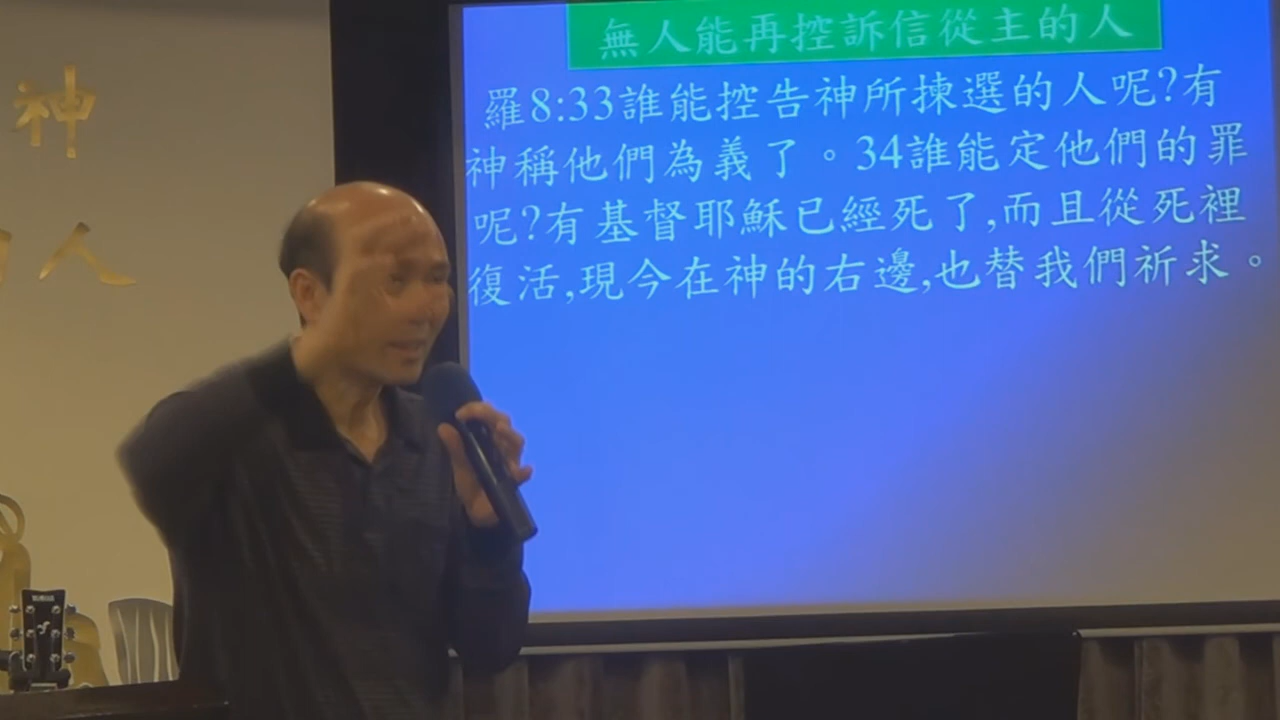 無人能再控訴信從主的人
羅8:33誰能控告神所揀選的人呢?有
神稱他們為義了。34誰能定他們的罪
呢?有基督耶穌已經死了,而且從死裡
復活,現今在神的右邊,也替我們祈求。
神
人